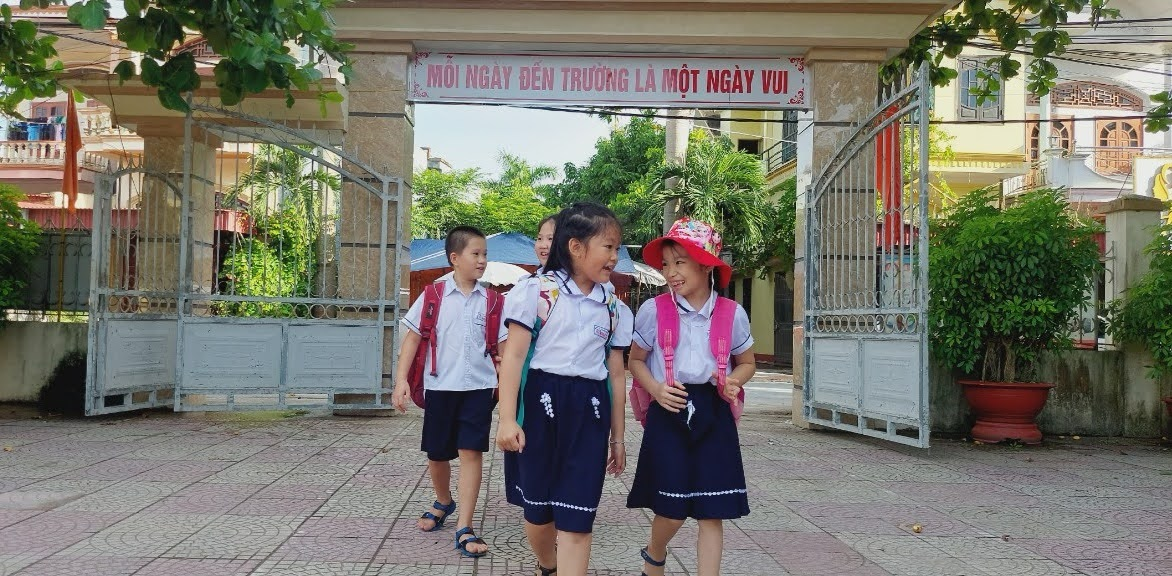 MỖI NGÀY ĐẾN TRƯỜNG LÀ MỘT NGÀY VUI